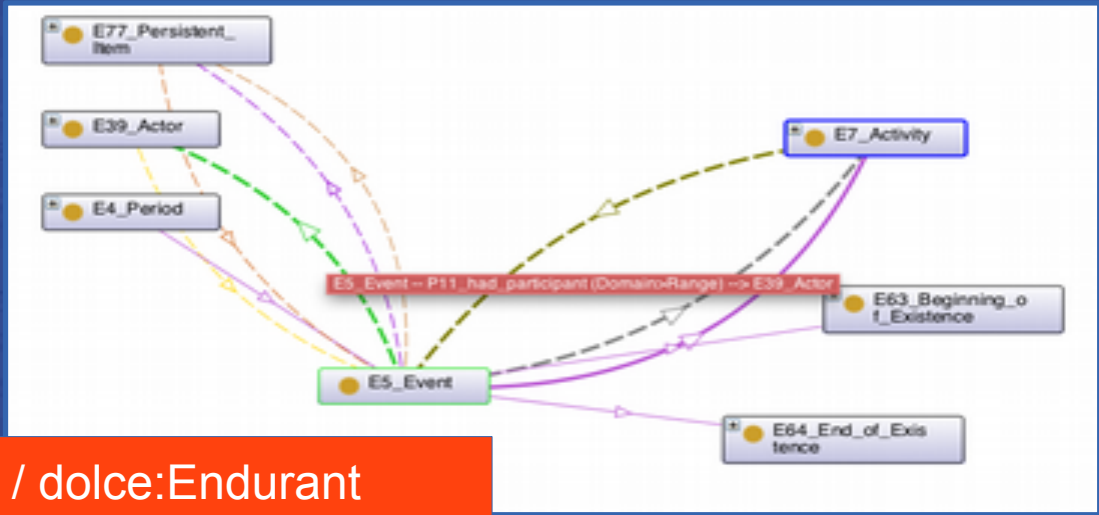 E77_Persistent_
Item
E39_Actor
E7_Activity
E4_Period
E5_Event -- P11_had_participant (Domain>Range) --> E39_Actor
E63_Beginning_o
f_Existence
E5_Event
E64_End_of_Exis
tence
/ dolce:Endurant